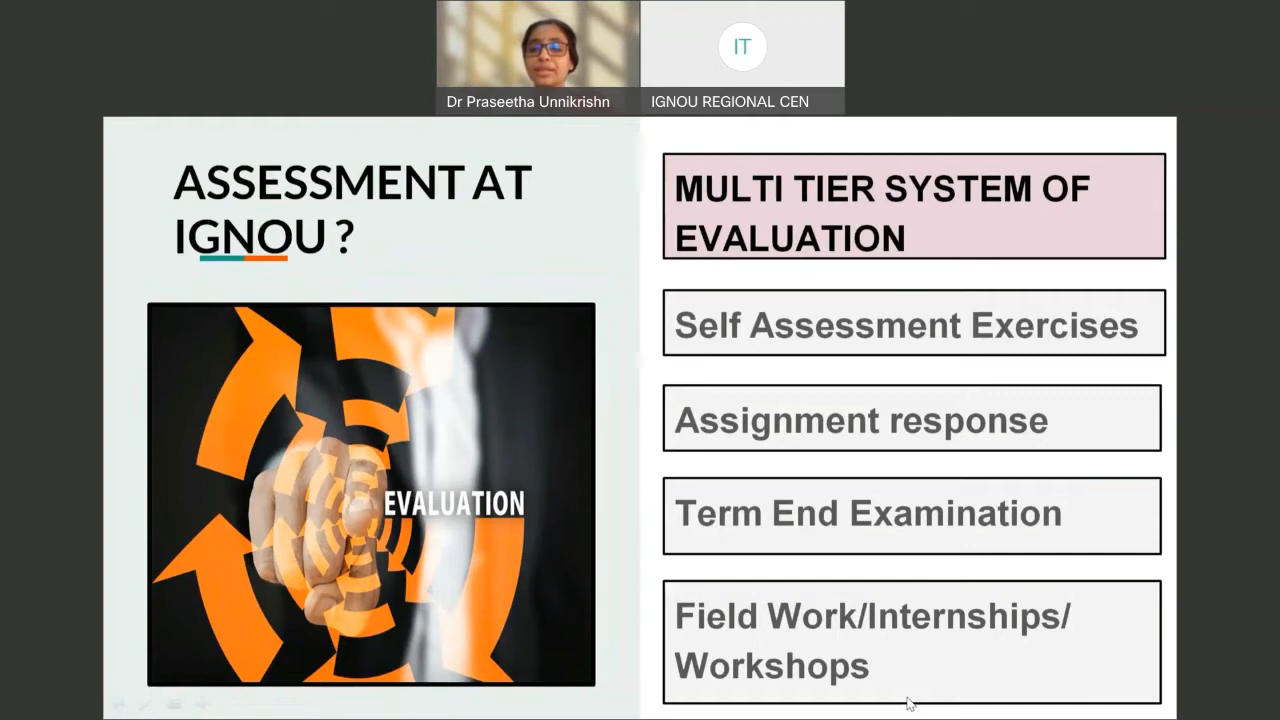 IT
Dr Praseetha Unnikrishn
IGNOU REGIONAL CEN
ASSESSMENT AT
IGNOU ?
EVALUATION
MULTI TIER SYSTEM OF
EVALUATION
Self Assessment Exercises
Assignment response
Term End Examination
Field Work/Internships/
Workshops